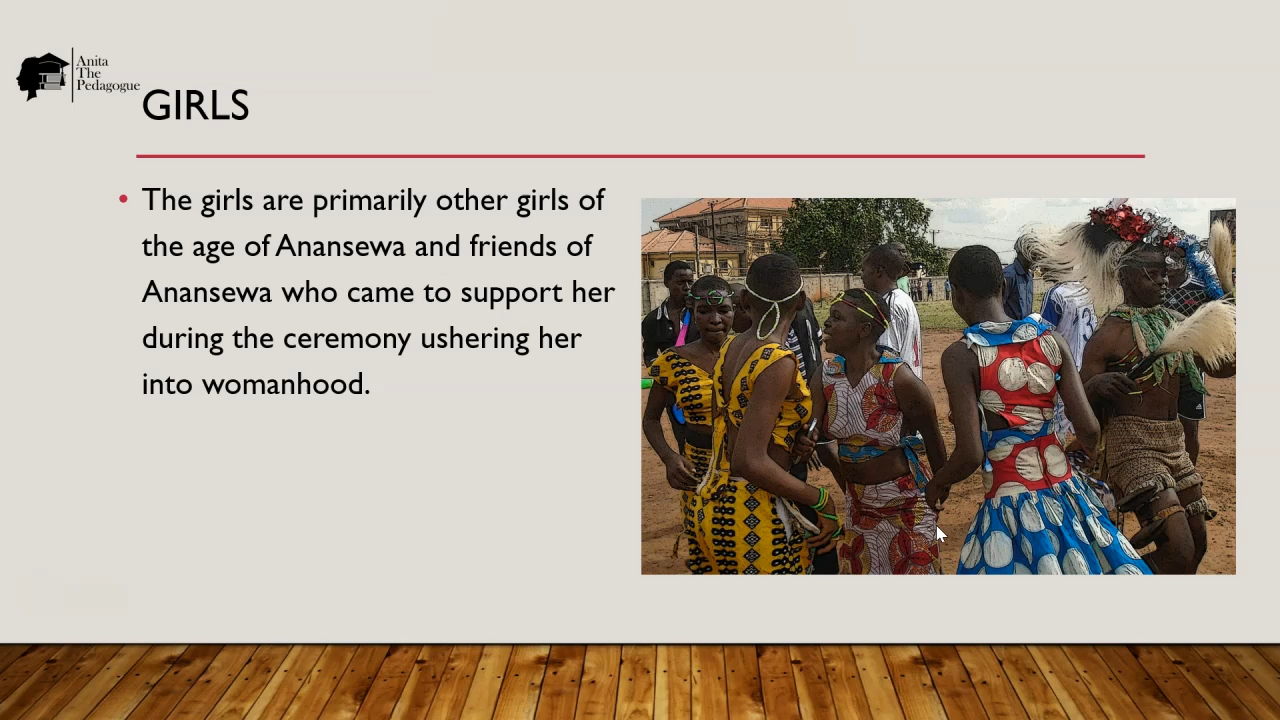 Anita
The
Pedagogue
GIRLS
• The girls are primarily other girls of
the age of Anansewa and friends of
Anansewa who came to support her
during the ceremony ushering her
into womanhood.